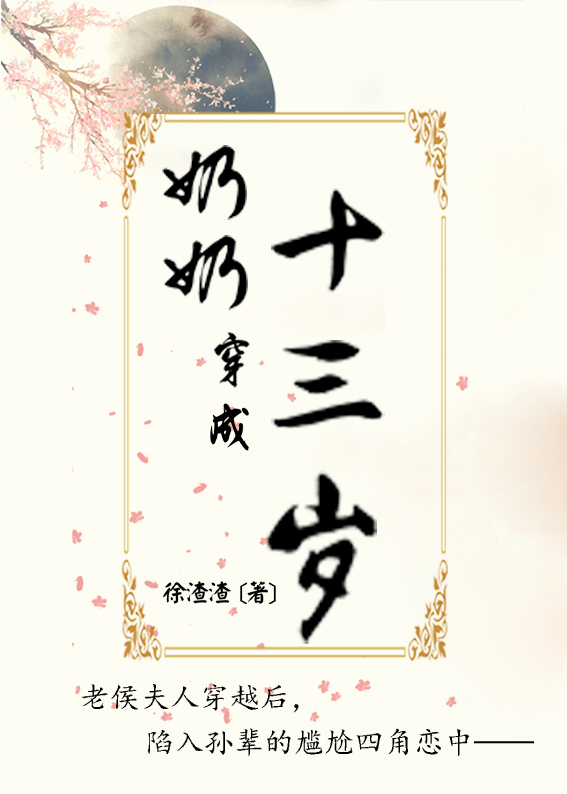 奶奶穿成
十三岁
徐渣渣〔著〕
老侯夫人穿越后，
陷入孙辈的尴尬四角恋中——